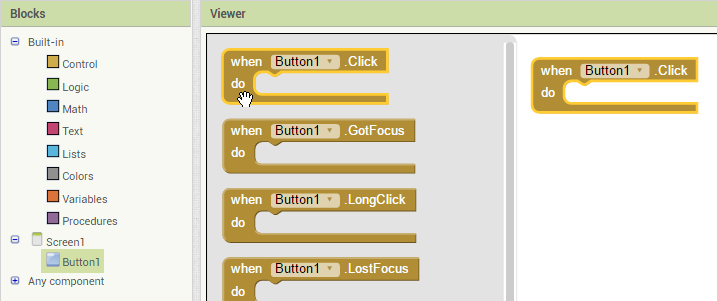 Blocks
Built-in
Control
Logic
Math
Text
Lists
Colors
Variables
Procedures
Screen1
Button1
Any component
Viewer
when Button1 .Click
do
when Button1 .GotFocus
do
when Button1 .LongClick
do
when Button1 .LostFocus
do
when Button1 .Click
do